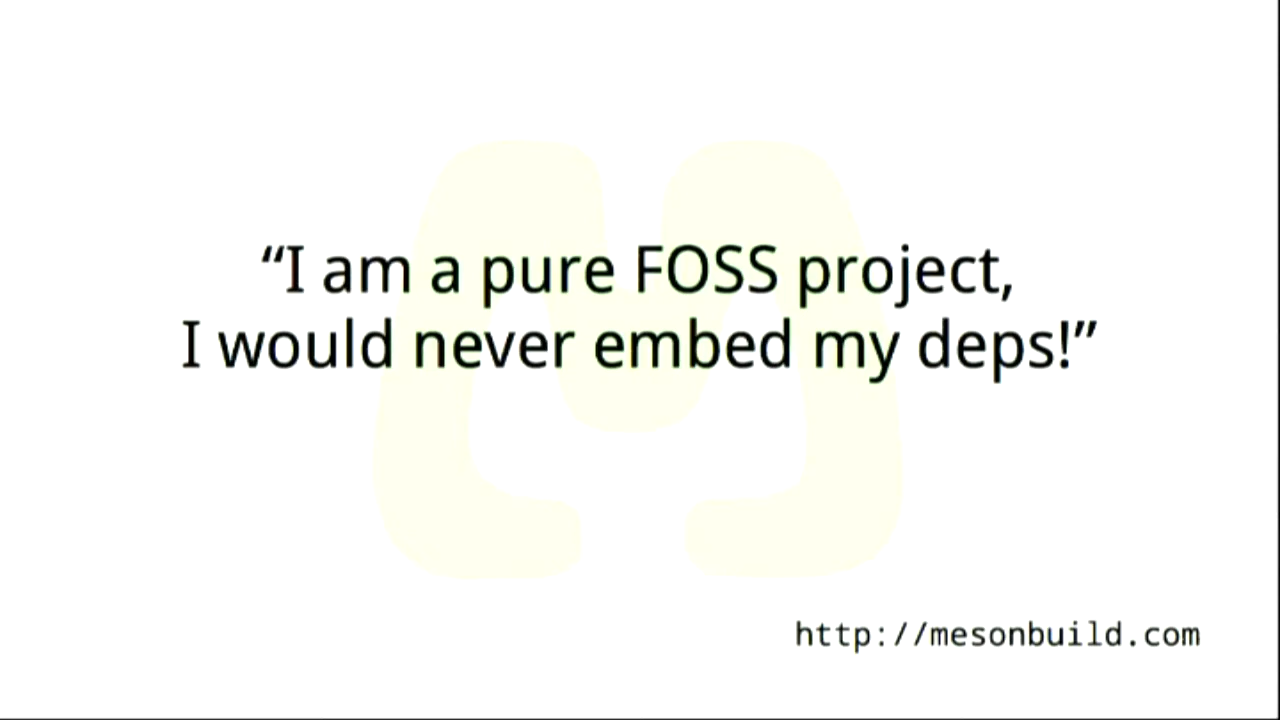 “I am a pure FOSS project,
I would never embed my deps!”
http://mesonbuild.com